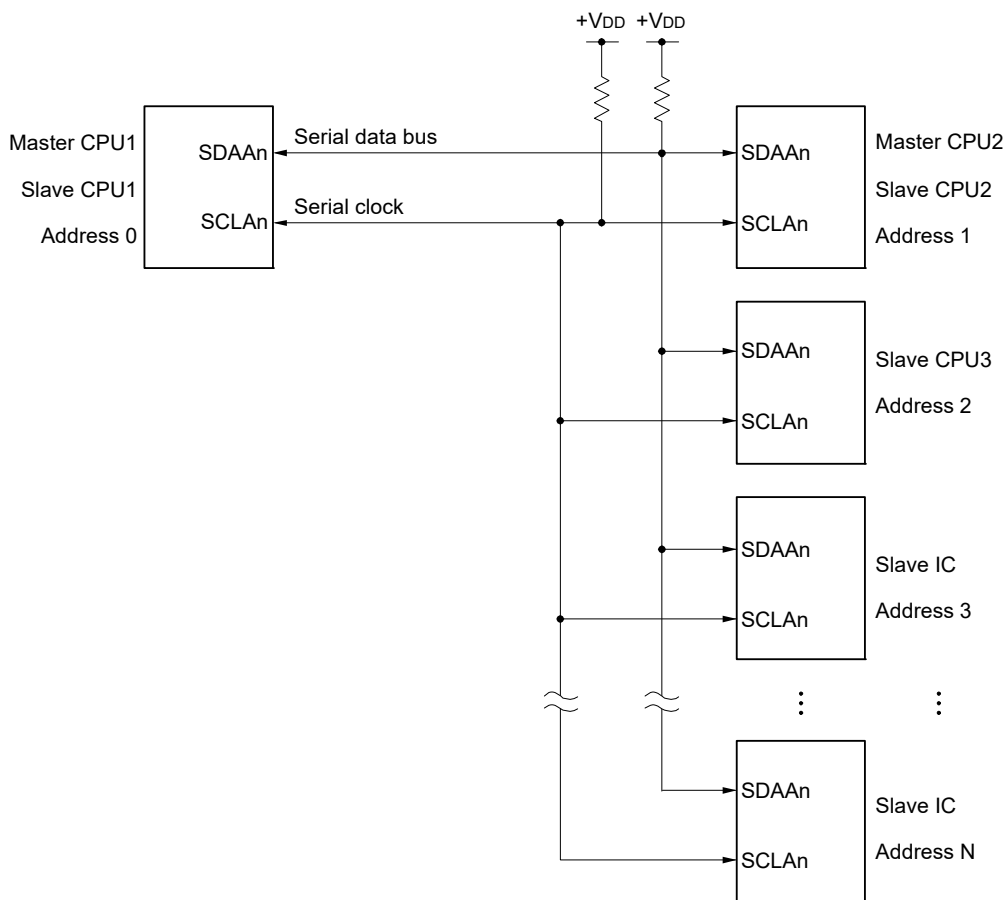 +VDD +VDD
Master CPU1
Slave CPU1
Address 0
SDAAn
SCLAn
Serial data bus
Serial clock
SDAAn
SCLAn
Master CPU2
Slave CPU2
Address 1
SDAAn
SCLAn
Slave CPU3
Address 2
SDAAn
SCLAn
Slave IC
Address 3
SDAAn
SCLAn
Slave IC
Address N